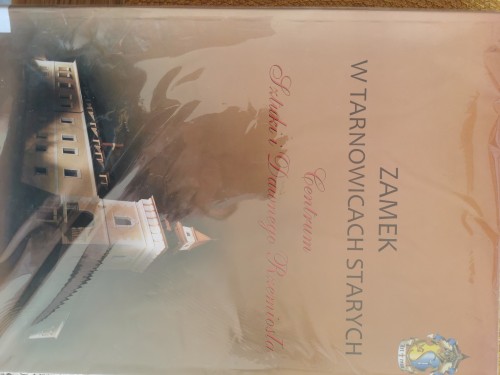 ZAMEK
W TARNOWICACH STARYCH
Centrum
Sztuki i Dawnego Rzemiosła